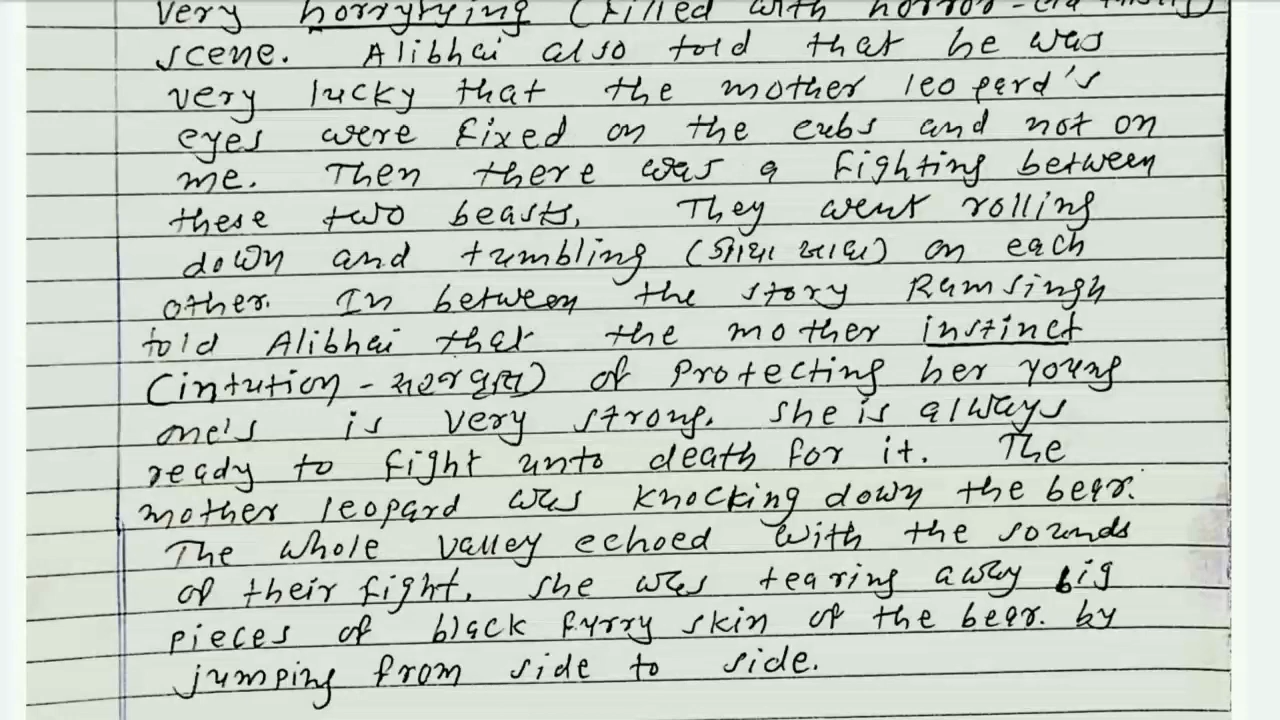 very horryfying (filled with horror-
scene. Alibhai also told that he was
very lucky that the mother leopard's
eyes were fixed on the cubs and not on
me. Then there was a fighting between
these two beasts. They went rolling
down and tumbling ( ) on each
other. In between the story Ramsingh
told Alibhai that the mother instinct
(intution - સહજવૃત્તિ) of protecting her young
one's is very strong. She is always
ready to fight unto death for it. The
mother leopard was knocking down the bear.
The whole valley echoed with the sounds
of their fight. She was tearing away big
pieces of black furry skin of the bear. by
jumping from side to side.